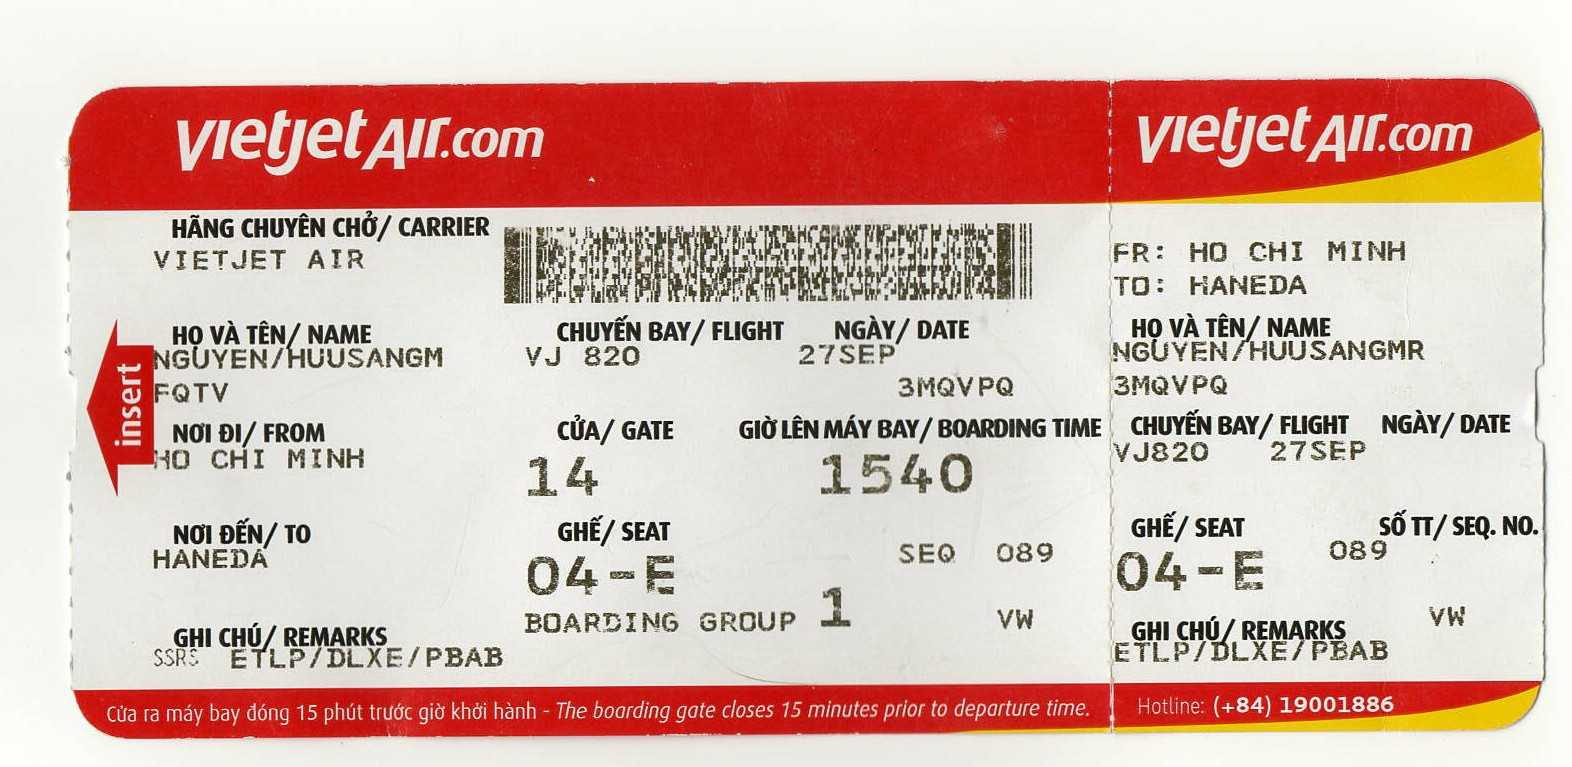 vietjetAir.com
HÃNG CHUYÊN CHỞ/ CARRIER
VIETJET AIR
HỌ VÀ TÊN/ NAME CHUYẾN BAY/ FLIGHT NGÀY/ DATE
NGUYEN/HUUSANGM VJ 820 27SEP
FQTV 3MQVPQ
NƠI ĐI/ FROM CỬA/ GATE GIỜ LÊN MÁY BAY/ BOARDING TIME
HO CHI MINH 14 1540
NƠI ĐẾN/ TO GHẾ/ SEAT
HANEDA 04-E SEQ 089
BOARDING GROUP 1 VW
GHI CHÚ/ REMARKS
SSRS ETLP/DLXE/PBAB
insert
Cửa ra máy bay đóng 15 phút trước giờ khởi hành - The boarding gate closes 15 minutes prior to departure time.
vietjetAir.com
FR: HO CHI MINH
TO: HANEDA
HỌ VÀ TÊN/ NAME
NGUYEN/HUUSANGMR
3MQVPQ
CHUYẾN BAY/ FLIGHT NGÀY/ DATE
VJ820 27SEP
GHẾ/ SEAT SỐ TT/ SEQ. NO.
04-E 089
VW
GHI CHÚ/ REMARKS
ETLP/DLXE/PBAB
Hotline: (+84) 19001886